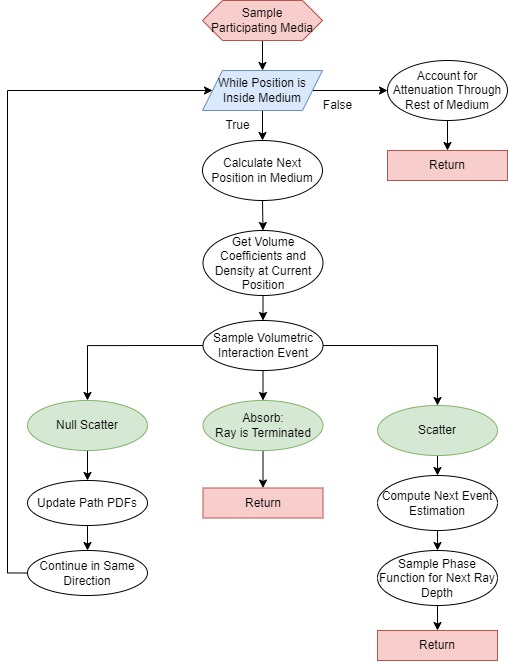 Sample
Participating Media
While Position is
Inside Medium
False
Account for
Attenuation Through
Rest of Medium
True
Return
Calculate Next
Position in Medium
Get Volume
Coefficients and
Density at Current
Position
Sample Volumetric
Interaction Event
Null Scatter
Absorb:
Ray is Terminated
Scatter
Update Path PDFs
Return
Compute Next Event
Estimation
Continue in Same
Direction
Sample Phase
Function for Next Ray
Depth
Return